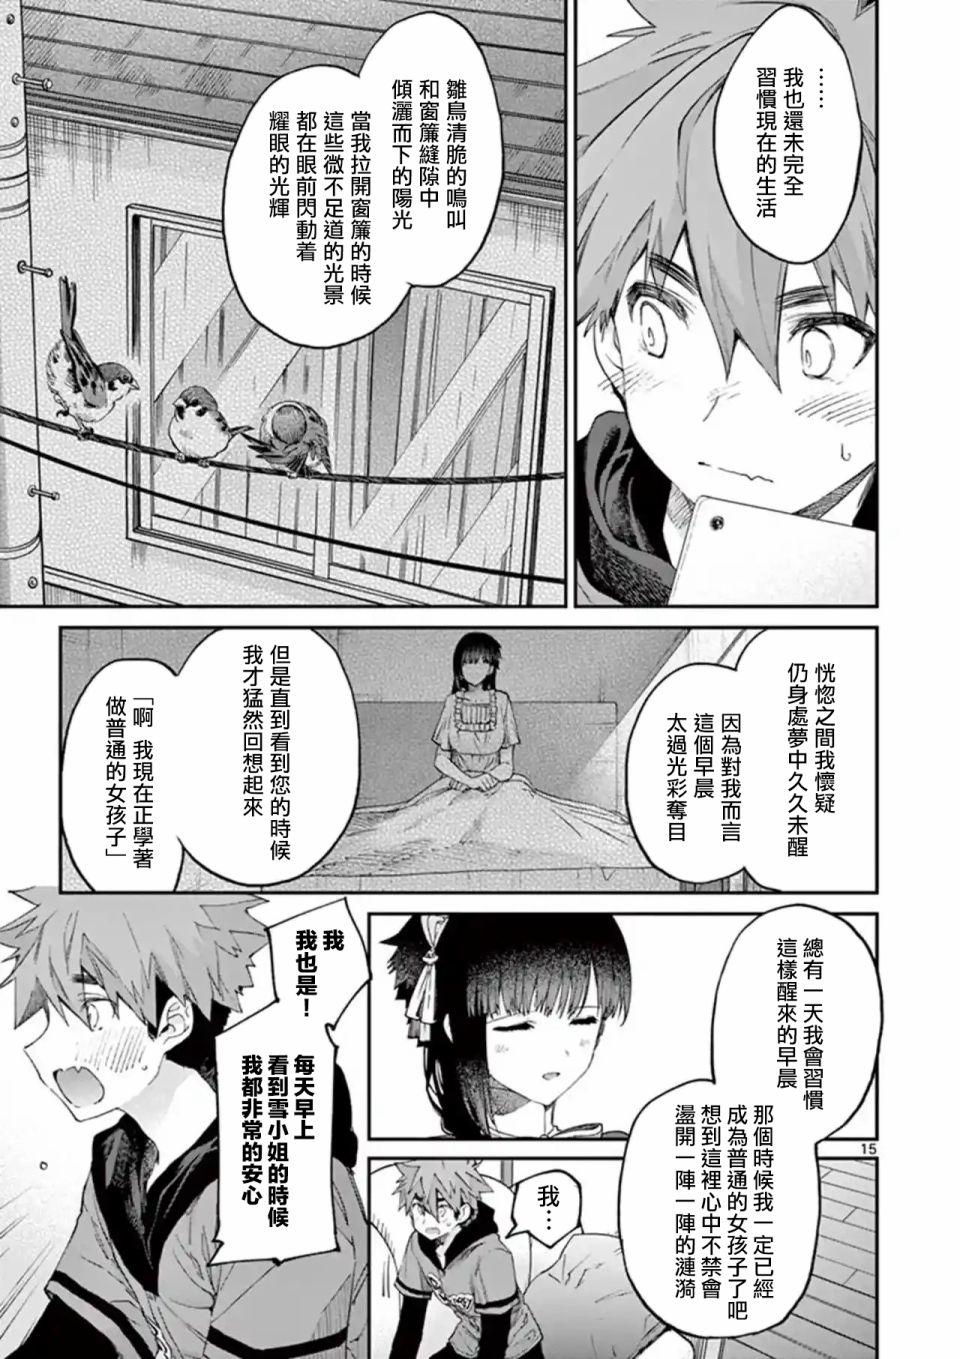 ……
我也還未完全
習慣現在的生活
雛鳥清脆的鳴叫
和窗簾縫隙中
傾灑而下的陽光
當我拉開窗簾的時候
這些微不足道的光景
都在眼前閃動着
耀眼的光輝
恍惚之間我懷疑
仍身處夢中久久未醒
因為對我而言
這個早晨
太過光彩奪目
但是直到看到您的時候
我才猛然回想起來
「啊 我現在正學著
做普通的女孩子」
總有一天我會習慣
這樣醒來的早晨
那個時候我一定已經
成為普通的女孩子了吧
想到這裡心中不禁會
盪開一陣一陣的漣漪
15
我…
我
我也是！
每天早上
看到雪小姐的時候
我都非常的安心